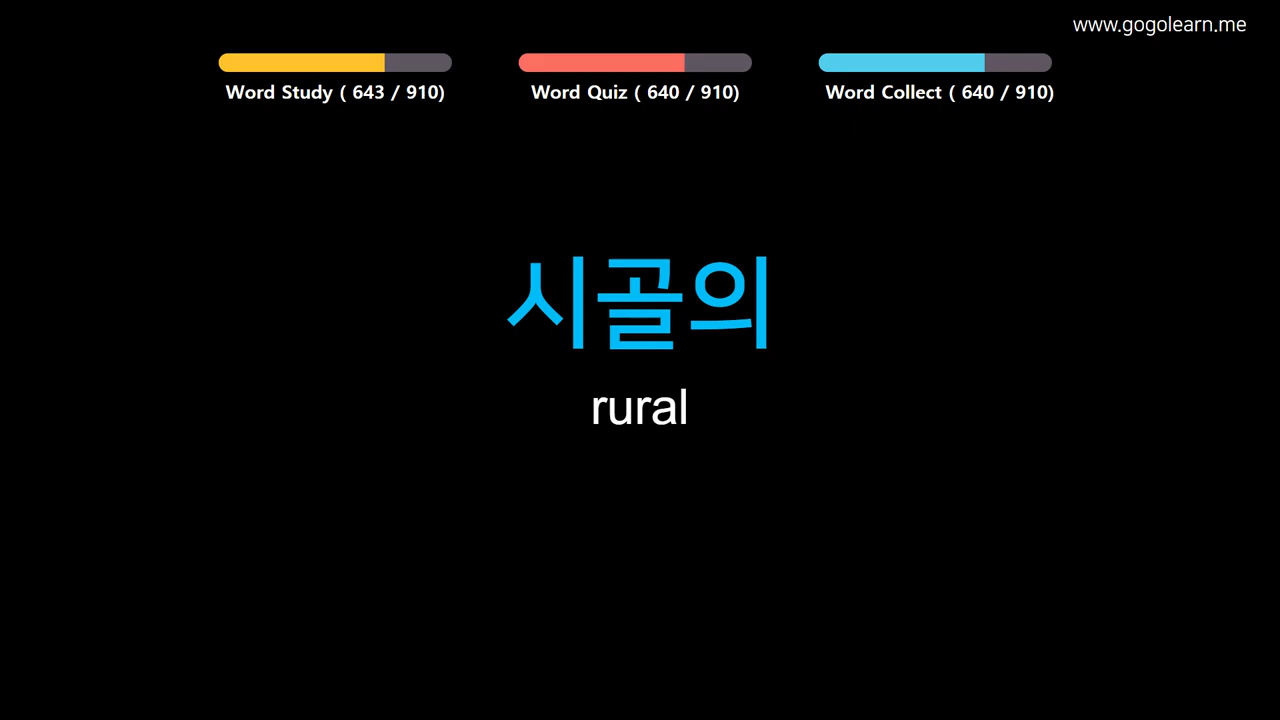 www.gogolearn.me
Word Study ( 643 / 910)
Word Quiz ( 640 / 910)
Word Collect ( 640 / 910)
시골의
rural